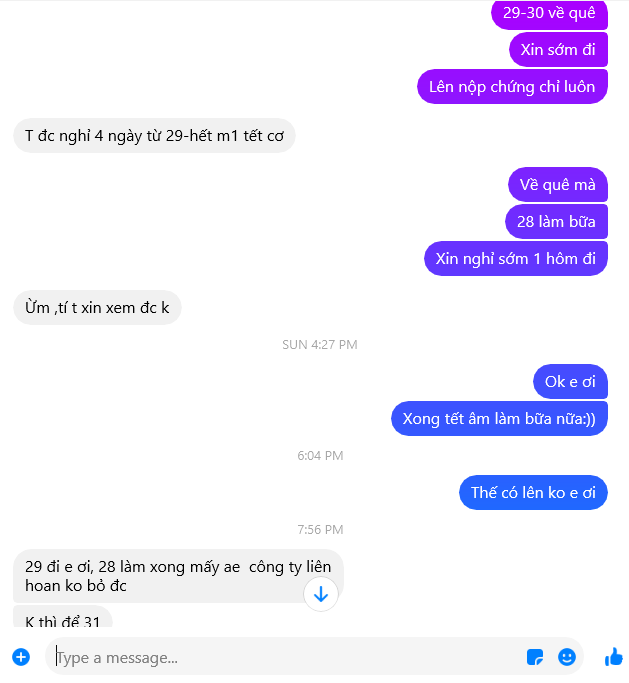 29-30 về quê
Xin sớm đi
Lên nộp chứng chỉ luôn
T đc nghỉ 4 ngày từ 29-hết m1 tết cơ
Về quê mà
28 làm bữa
Xin nghỉ sớm 1 hôm đi
Ừm ,tí t xin xem đc k
SUN 4:27 PM
Ok e ơi
Xong tết âm làm bữa nữa:))
6:04 PM
Thế có lên ko e ơi
7:56 PM
29 đi e ơi, 28 làm xong mấy ae  công ty liên
hoan ko bỏ đc
K thì để 31
Type a message...